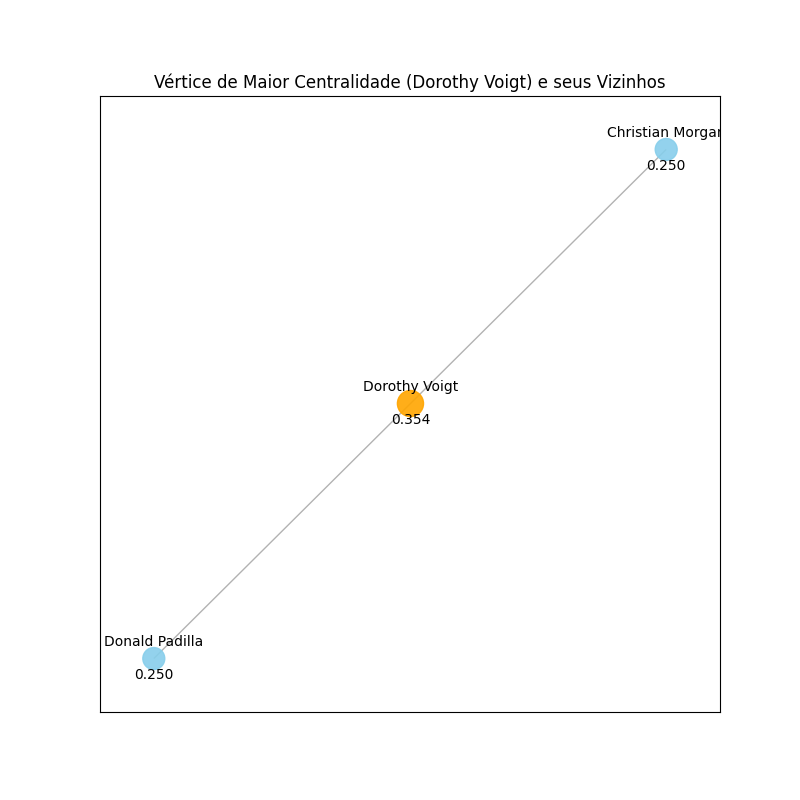 Vértice de Maior Centralidade (Dorothy Voigt) e seus Vizinhos
Christian Morgan
0.250
Dorothy Voigt
0.354
Donald Padilla
0.250